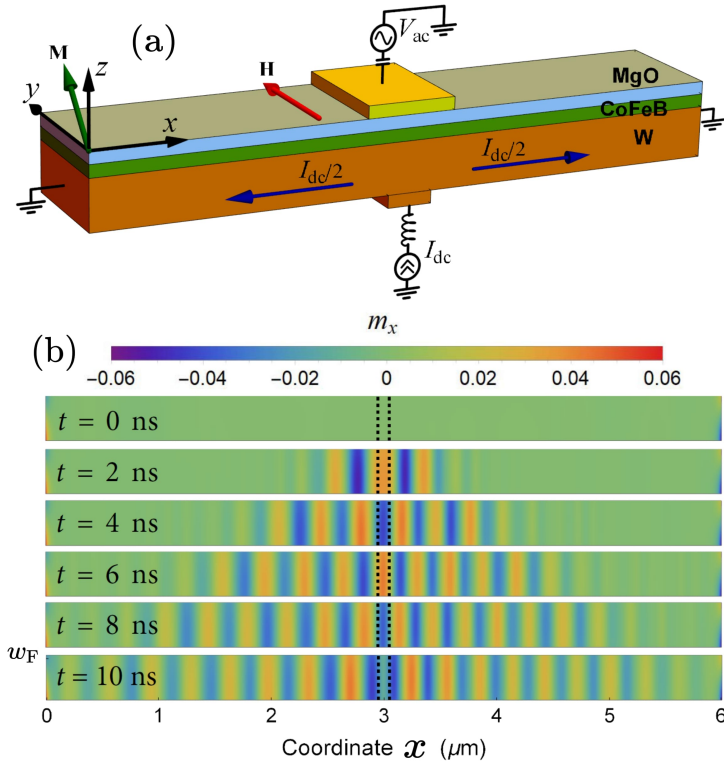 (a)
V_ac
M
z
H
y
MgO
CoFeB
x
W
I_dc/2
I_dc/2
I_dc
(b)
m_x
−0.06 −0.04 −0.02 0 0.02 0.04 0.06
t = 0 ns
t = 2 ns
t = 4 ns
t = 6 ns
t = 8 ns
w_F
t = 10 ns
0 1 2 3 4 5 6
Coordinate x (μm)